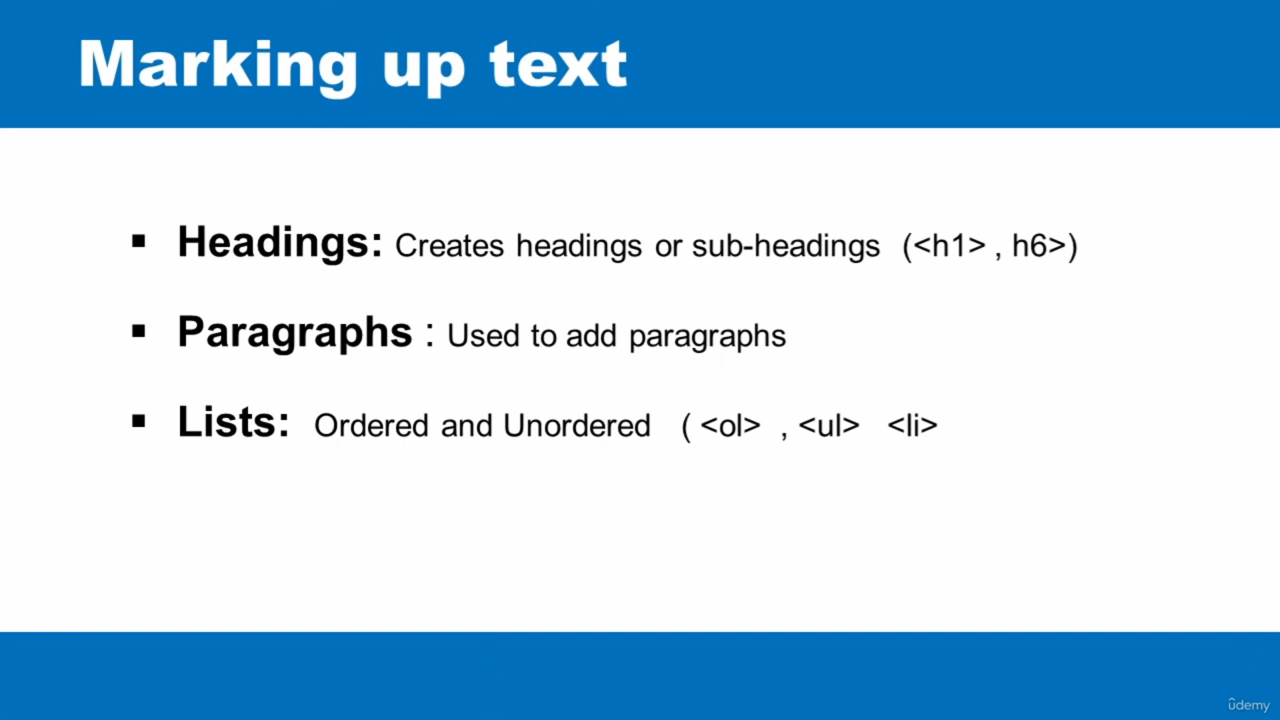 Marking up text
▪ Headings: Creates headings or sub-headings (<h1> , h6>)
▪ Paragraphs : Used to add paragraphs
▪ Lists: Ordered and Unordered ( <ol> , <ul> <li>
udemy